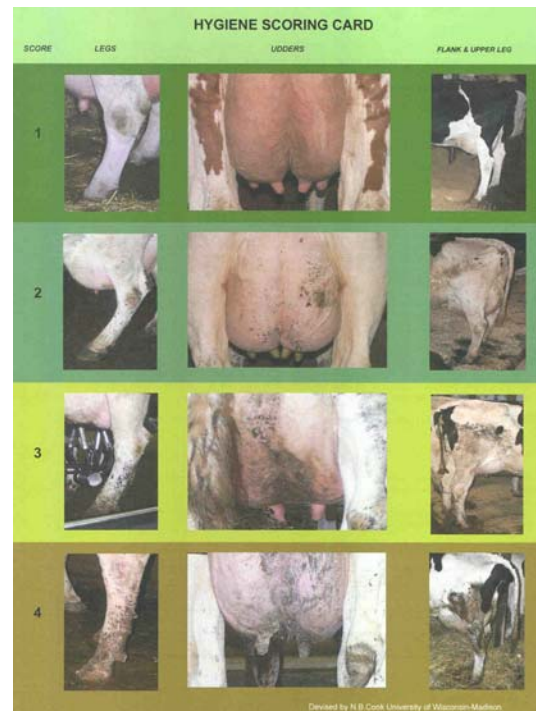 HYGIENE SCORING CARD
SCORE LEGS UDDERS FLANK & UPPER LEG
1
2
3
4
Devised by N.B.Cook University of Wisconsin-Madison